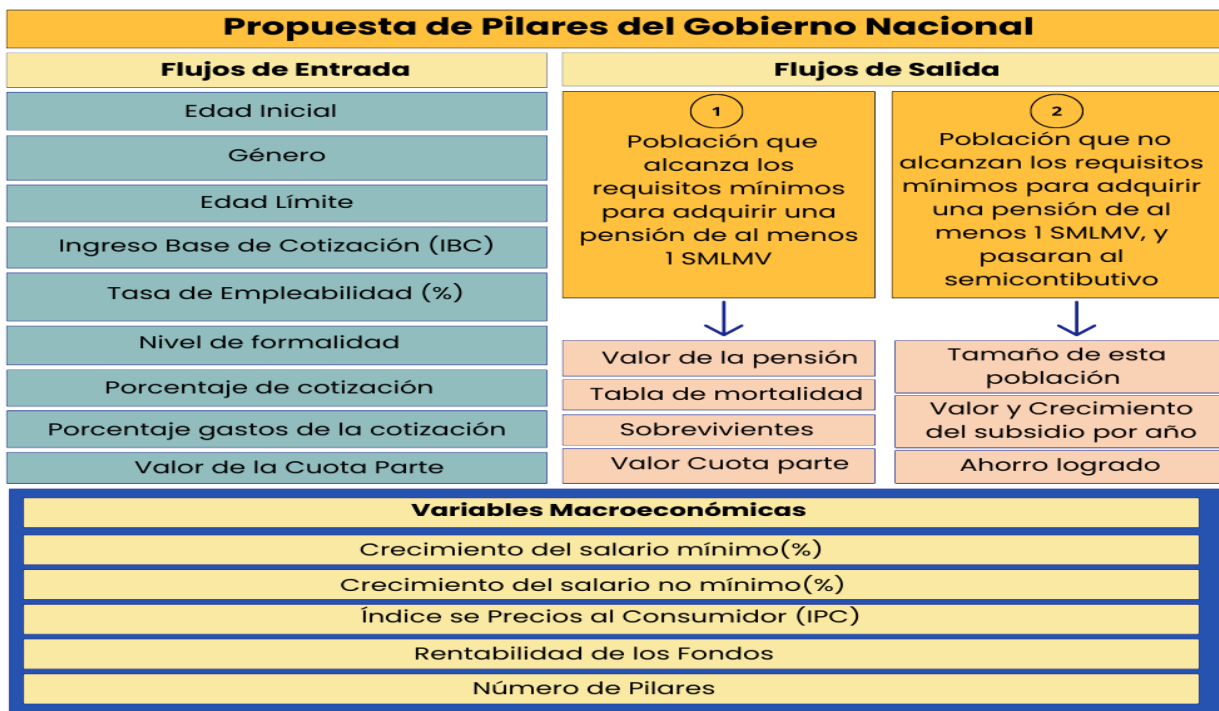 Propuesta de Pilares del Gobierno Nacional
Flujos de Entrada
Edad Inicial
Género
Edad Límite
Ingreso Base de Cotización (IBC)
Tasa de Empleabilidad (%)
Nivel de formalidad
Porcentaje de cotización
Porcentaje gastos de la cotización
Valor de la Cuota Parte
Flujos de Salida
1
Población que
alcanza los
requisitos mínimos
para adquirir una
pensión de al menos
1 SMLMV
Valor de la pensión
Tabla de mortalidad
Sobrevivientes
Valor Cuota parte
2
Población que no
alcanzan los requisitos
mínimos para adquirir
una pensión de al
menos 1 SMLMV, y
pasaran al
semicontibutivo
Tamaño de esta
población
Valor y Crecimiento
del subsidio por año
Ahorro logrado
Variables Macroeconómicas
Crecimiento del salario mínimo(%)
Crecimiento del salario no mínimo(%)
Índice se Precios al Consumidor (IPC)
Rentabilidad de los Fondos
Número de Pilares